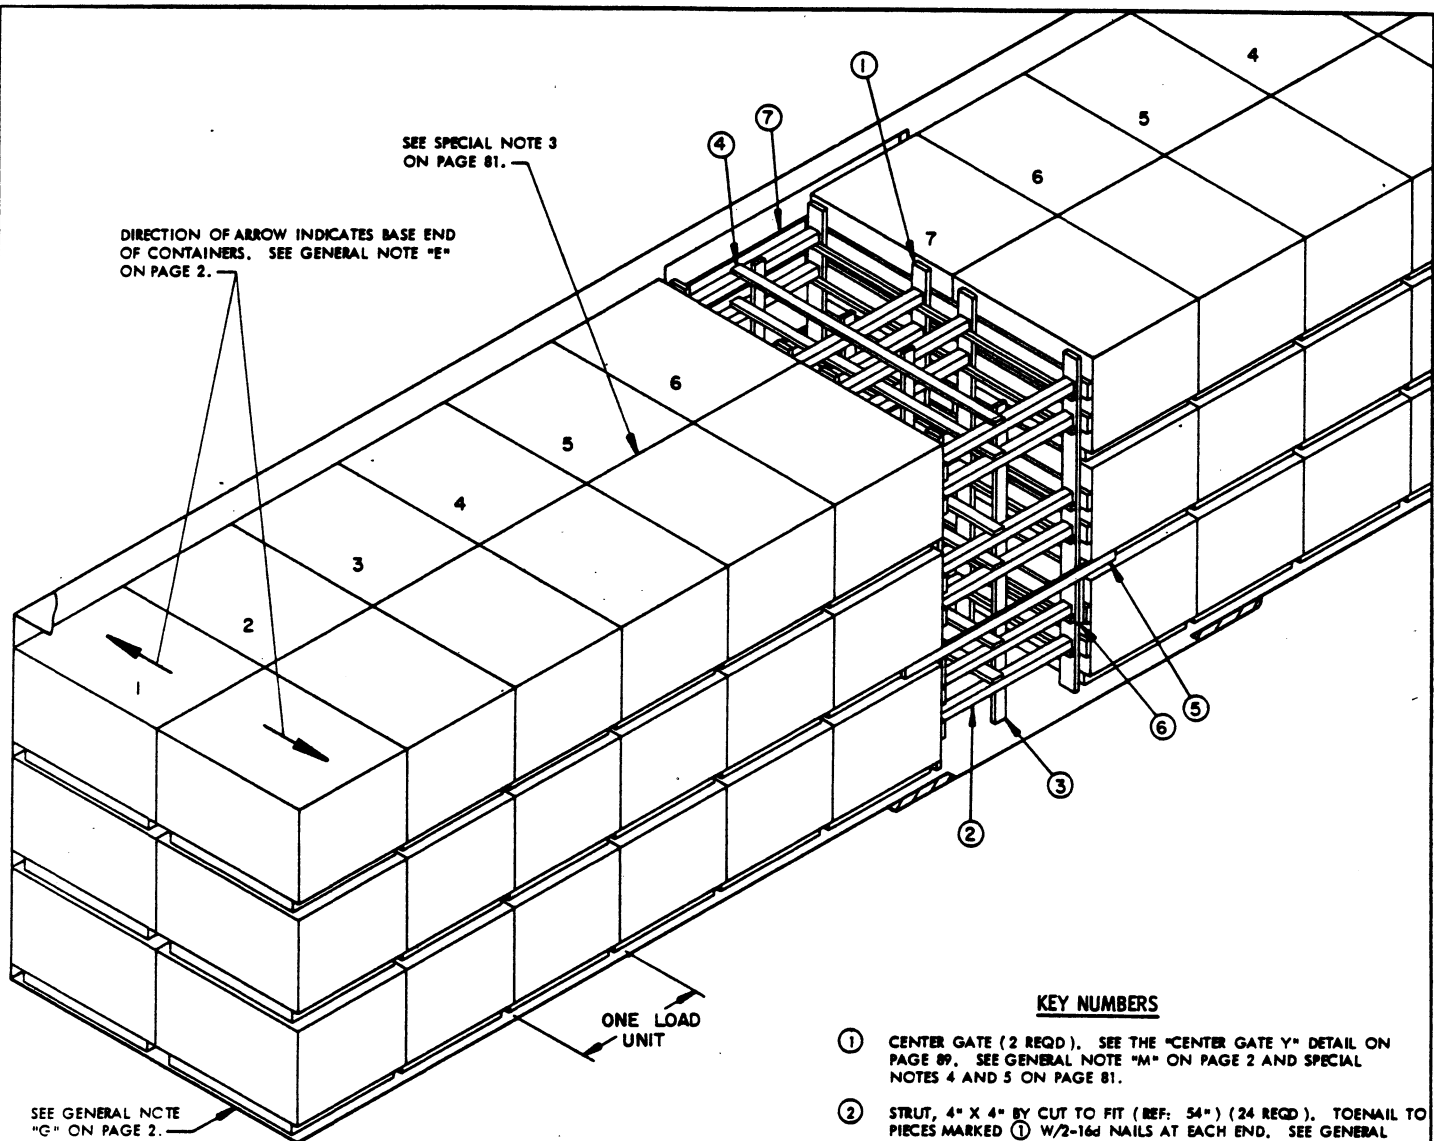 SEE SPECIAL NOTE 3
ON PAGE 81.
DIRECTION OF ARROW INDICATES BASE END
OF CONTAINERS. SEE GENERAL NOTE "E"
ON PAGE 2.
1
7
4
4
5
6
7
6
5
4
3
2
1
5
6
3
2
ONE LOAD
UNIT
SEE GENERAL NOTE
"G" ON PAGE 2.
KEY NUMBERS
1 CENTER GATE (2 REQD). SEE THE "CENTER GATE Y" DETAIL ON
PAGE 89. SEE GENERAL NOTE "M" ON PAGE 2 AND SPECIAL
NOTES 4 AND 5 ON PAGE 81.
2 STRUT, 4" X 4" BY CUT TO FIT (REF: 54") (24 REQD). TOENAIL TO
PIECES MARKED 1 W/2-16d NAILS AT EACH END. SEE GENERAL